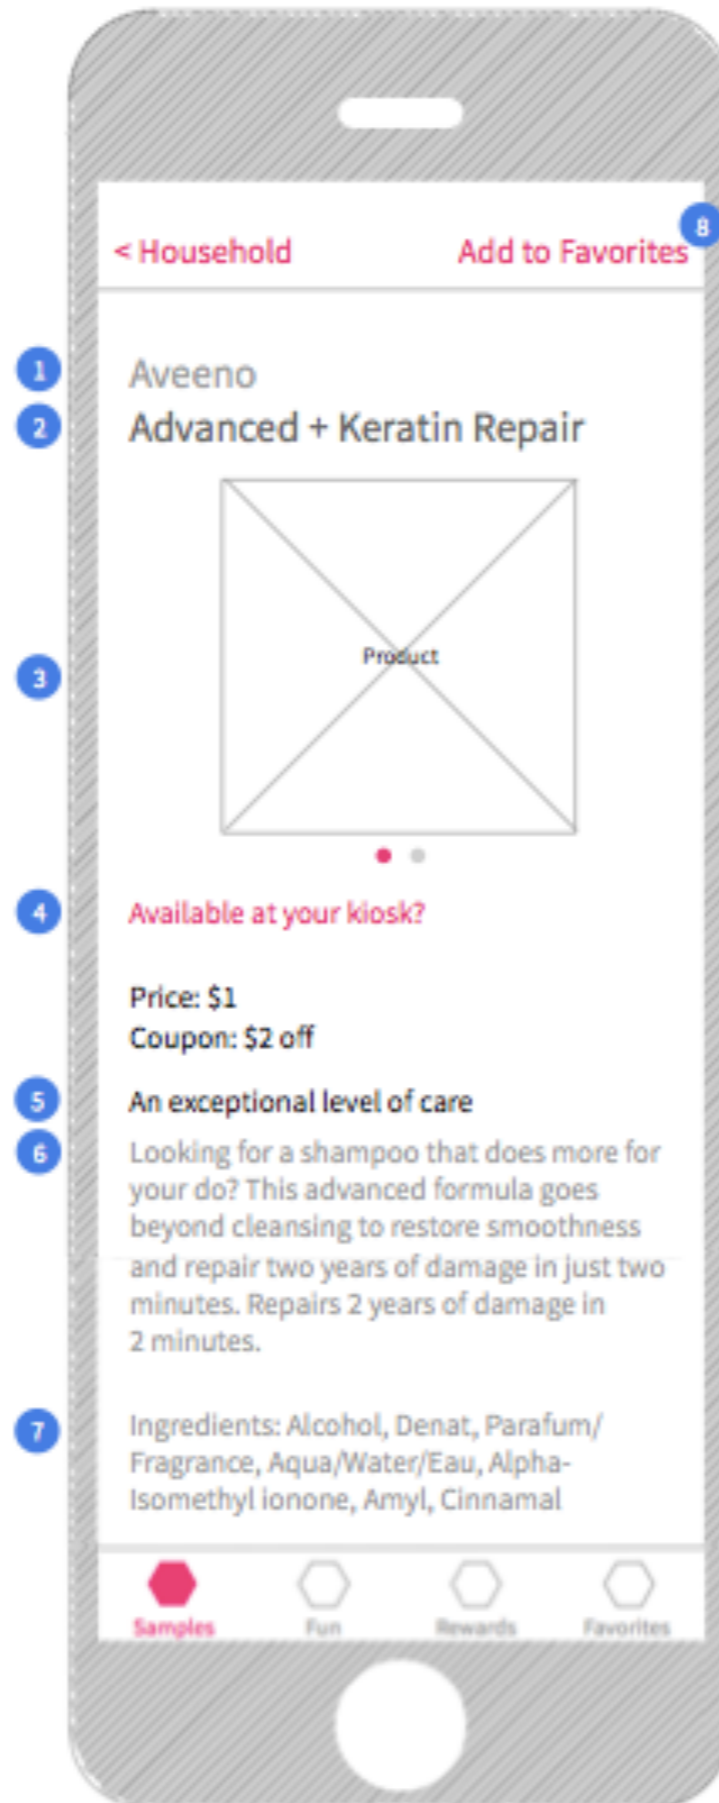 8
< Household Add to Favorites
1 Aveeno
2 Advanced + Keratin Repair
3 Product
4 Available at your kiosk?
Price: $1
Coupon: $2 off
5 An exceptional level of care
6 Looking for a shampoo that does more for
your do? This advanced formula goes
beyond cleansing to restore smoothness
and repair two years of damage in just two
minutes. Repairs 2 years of damage in
2 minutes.
7 Ingredients: Alcohol, Denat, Parafum/
Fragrance, Aqua/Water/Eau, Alpha-
Isomethyl ionone, Amyl, Cinnamal
Samples Fun Rewards Favorites